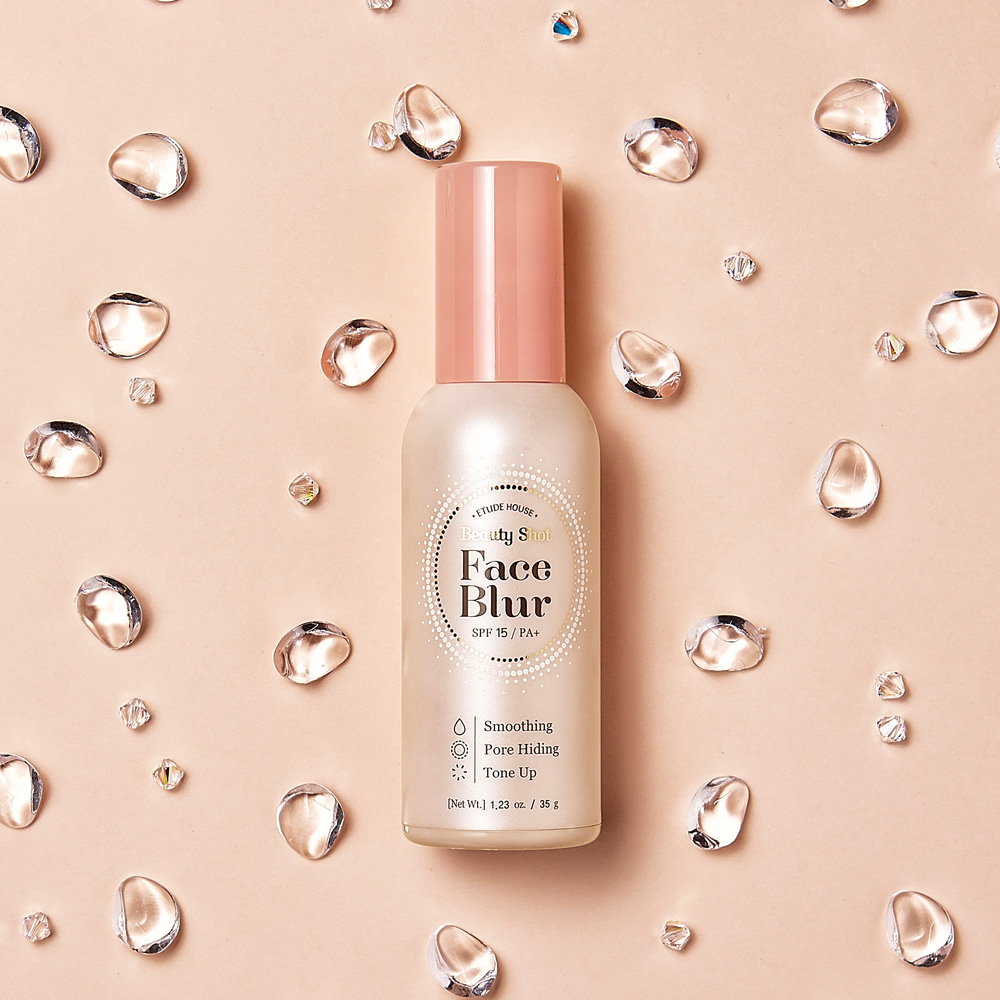 • ETUDE HOUSE •
Beauty Shot
Face
Blur
SPF 15 / PA+
Smoothing
Pore Hiding
Tone Up
[Net Wt.] 1.23 oz. / 35 g